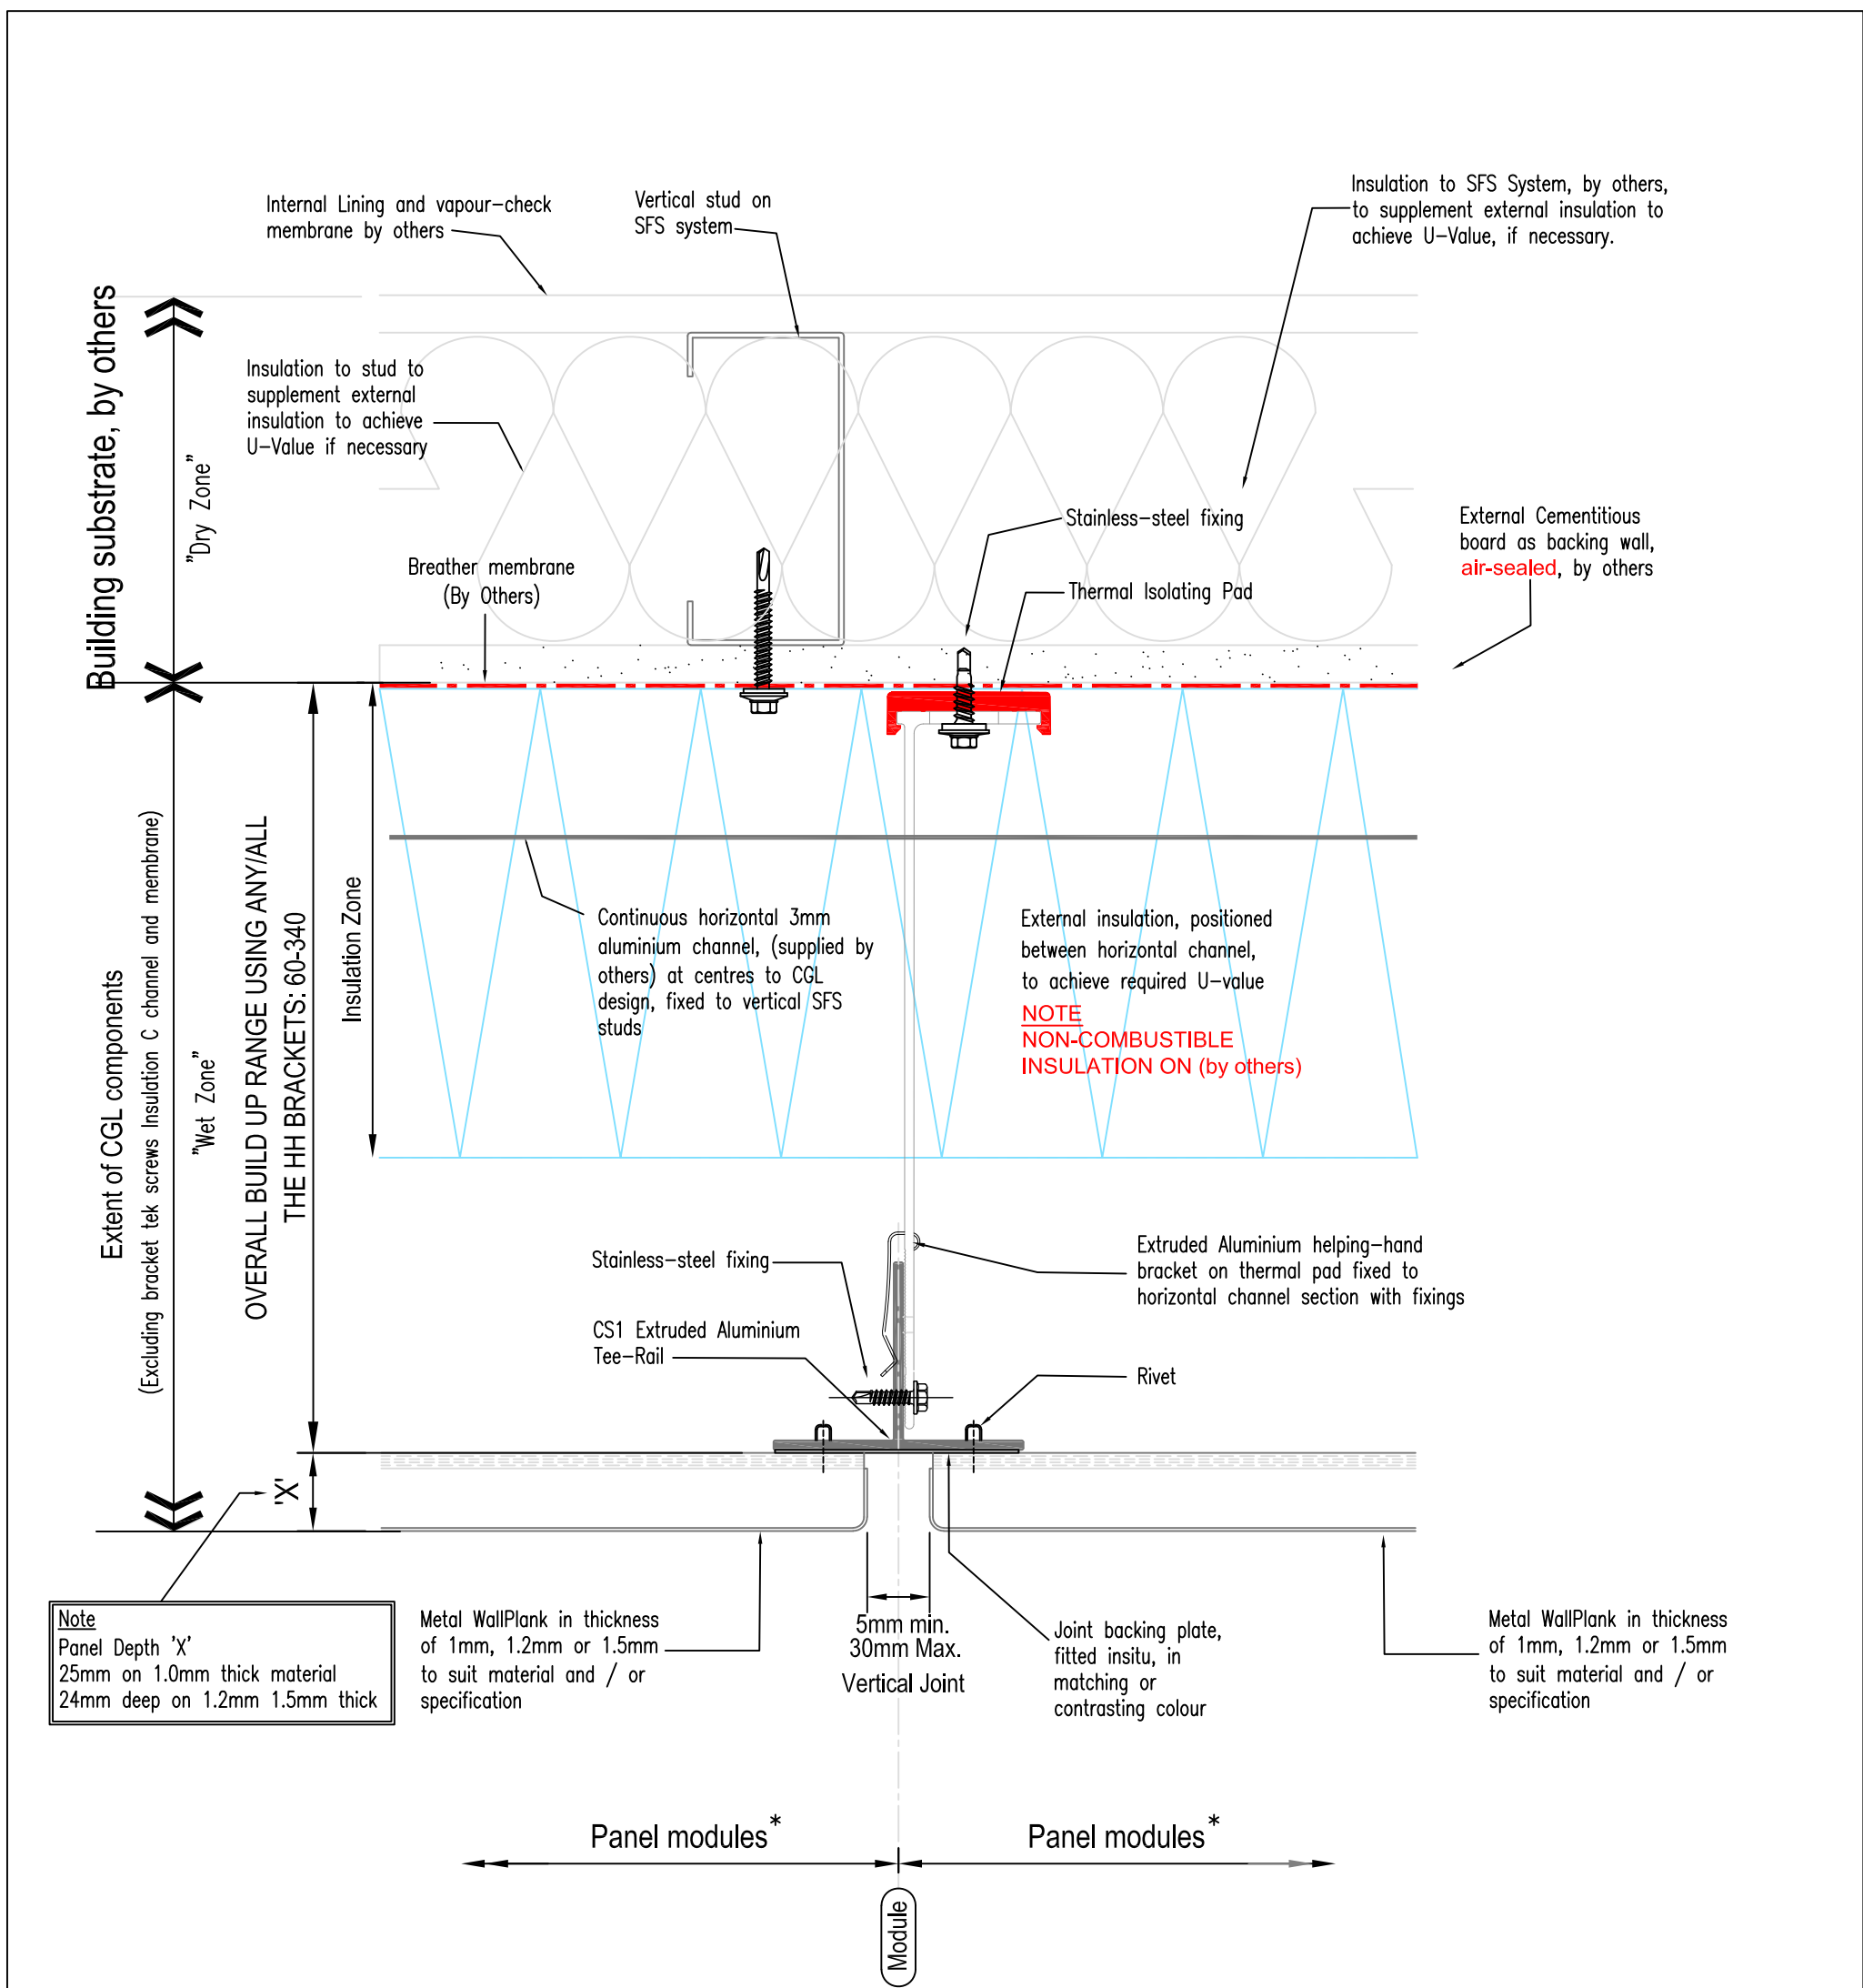 Internal Lining and vapour-check
membrane by others
Vertical stud on
SFS system
Insulation to SFS System, by others,
to supplement external insulation to
achieve U-Value, if necessary.
Building substrate, by others
"Dry Zone"
Insulation to stud to
supplement external
insulation to achieve
U-Value if necessary
Breather membrane
(By Others)
Stainless-steel fixing
Thermal Isolating Pad
External Cementitious
board as backing wall,
air-sealed, by others
Extent of CGL components
(Excluding bracket tek screws Insulation C channel and membrane)
"Wet Zone"
OVERALL BUILD UP RANGE USING ANY/ALL
THE HH BRACKETS: 60-340
Insulation Zone
Continuous horizontal 3mm
aluminium channel, (supplied by
others) at centres to CGL
design, fixed to vertical SFS
studs
External insulation, positioned
between horizontal channel,
to achieve required U-value
NOTE
NON-COMBUSTIBLE
INSULATION ON (by others)
Stainless-steel fixing
CS1 Extruded Aluminium
Tee-Rail
Extruded Aluminium helping-hand
bracket on thermal pad fixed to
horizontal channel section with fixings
Rivet
'X'
Note
Panel Depth 'X'
25mm on 1.0mm thick material
24mm deep on 1.2mm 1.5mm thick
Metal WallPlank in thickness
of 1mm, 1.2mm or 1.5mm
to suit material and / or
specification
5mm min.
30mm Max.
Vertical Joint
Joint backing plate,
fitted insitu, in
matching or
contrasting colour
Metal WallPlank in thickness
of 1mm, 1.2mm or 1.5mm
to suit material and / or
specification
Panel modules*
Panel modules*
Module